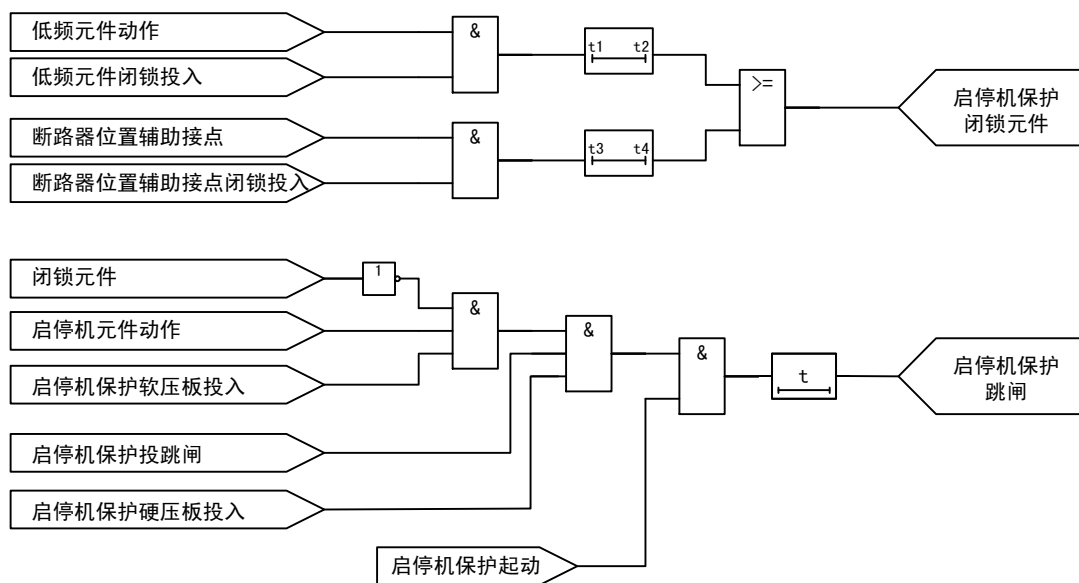 低频元件动作
&
t1 t2
低频元件闭锁投入
>=
启停机保护
闭锁元件
断路器位置辅助接点
&
t3 t4
断路器位置辅助接点闭锁投入
闭锁元件
1
&
启停机元件动作
&
&
t
启停机保护
跳闸
启停机保护软压板投入
启停机保护投跳闸
启停机保护硬压板投入
启停机保护起动